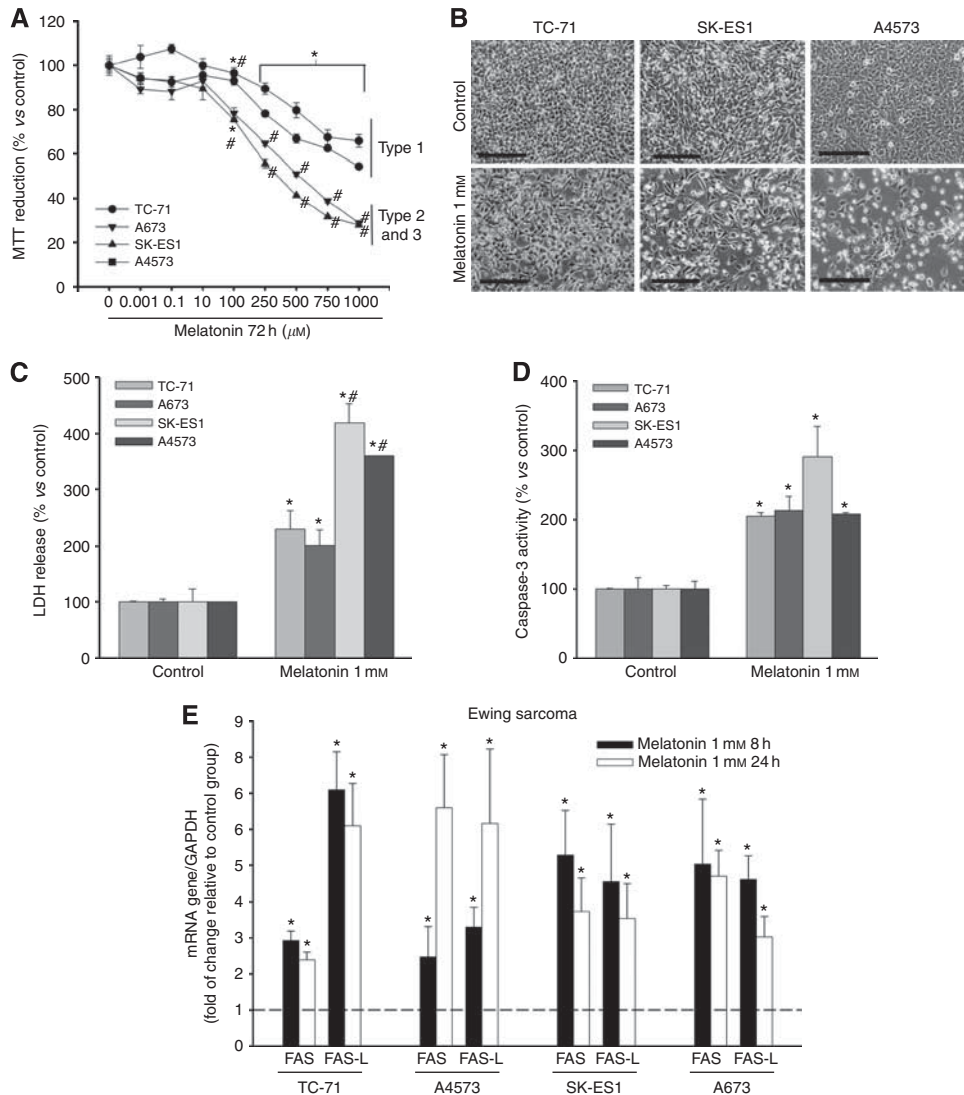 A
120
100
80
60
40
20
0
MTT reduction (% vs control)
*#
*
*
#
#
#
#
#
#
#
#
#
Type 1
Type 2
and 3
TC-71
A673
SK-ES1
A4573
0 0.001 0.1 10 100 250 500 750 1000
Melatonin 72 h (μM)
B
TC-71 SK-ES1 A4573
Control
Melatonin 1 mM
C
500
400
300
200
100
0
LDH release (% vs control)
TC-71
A673
SK-ES1
A4573
*
*
*#
*#
Control Melatonin 1 mM
D
400
300
200
100
0
Caspase-3 activity (% vs control)
TC-71
A673
SK-ES1
A4573
*
*
*
*
Control Melatonin 1 mM
E
Ewing sarcoma
9
6
6
5
3
2
1
0
mRNA gene/GAPDH
(fold of change relative to control group)
Melatonin 1 mM 8 h
Melatonin 1 mM 24 h
* * * * * * * * * * * * * * * *
FAS FAS-L FAS FAS-L FAS FAS-L FAS FAS-L
TC-71 A4573 SK-ES1 A673